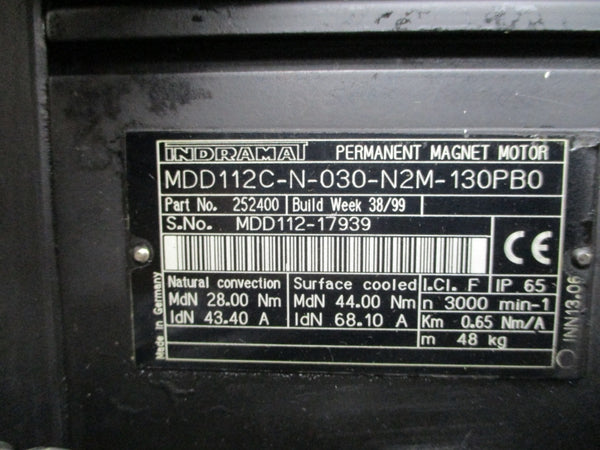 INDRAMAT PERMANENT MAGNET MOTOR
MDD112C-N-030-N2M-130PB0
Part No. 252400 Build Week 38/99
S.No. MDD112-17939
CE
Natural convection Surface cooled I.Cl. F IP 65
MdN 28.00 Nm MdN 44.00 Nm n 3000 min-1
IdN 43.40 A IdN 68.10 A Km 0.65 Nm/A
m 48 kg
Made in Germany
INN13.06